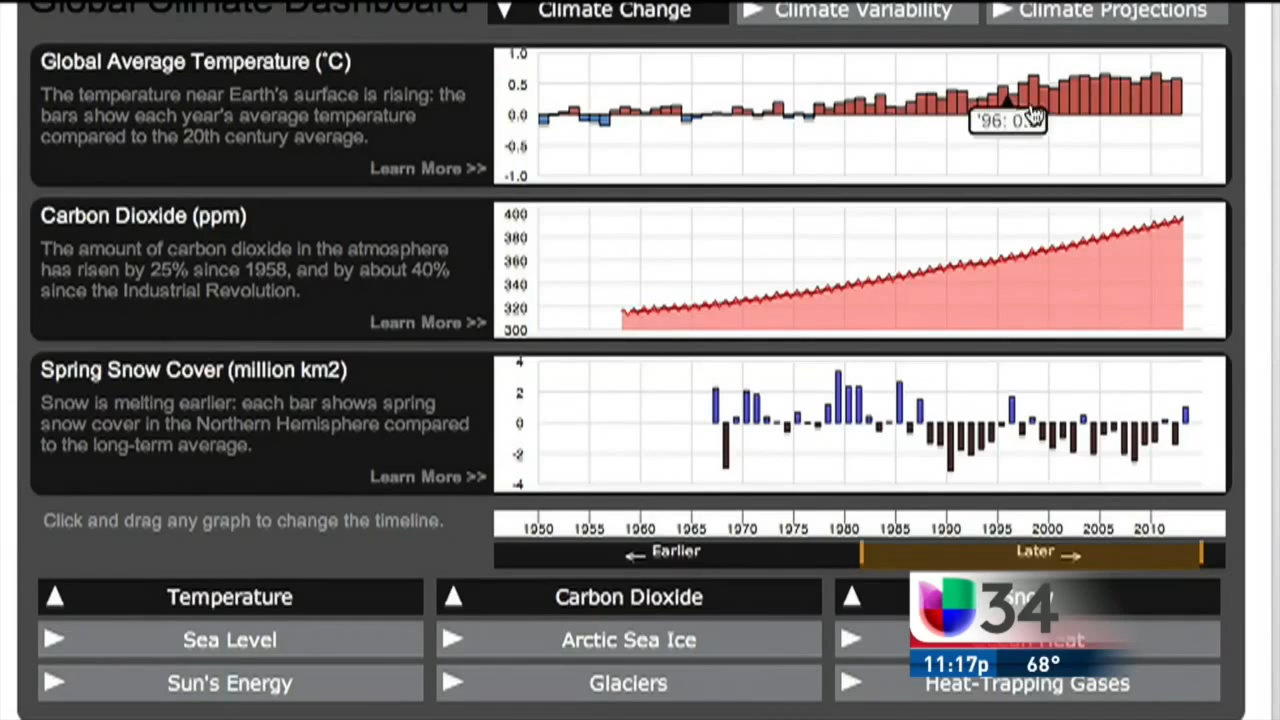 Global Climate Dashboard
Climate Change
Climate Variability
Climate Projections
Global Average Temperature (˚C)
The temperature near Earth's surface is rising: the
bars show each year's average temperature
compared to the 20th century average.
Learn More >>
1.0
0.5
0.0
-0.5
-1.0
'96: 0.
Carbon Dioxide (ppm)
The amount of carbon dioxide in the atmosphere
has risen by 25% since 1958, and by about 40%
since the Industrial Revolution.
Learn More >>
400
380
360
340
320
300
Spring Snow Cover (million km2)
Snow is melting earlier: each bar shows spring
snow cover in the Northern Hemisphere compared
to the long-term average.
Learn More >>
4
2
0
-2
-4
Click and drag any graph to change the timeline.
1950 1955 1960 1965 1970 1975 1980 1985 1990 1995 2000 2005 2010
← Earlier
Later →
Temperature
Carbon Dioxide
Snow
Sea Level
Arctic Sea Ice
Heat
Sun's Energy
Glaciers
Heat-Trapping Gases
34
11:17p 68°